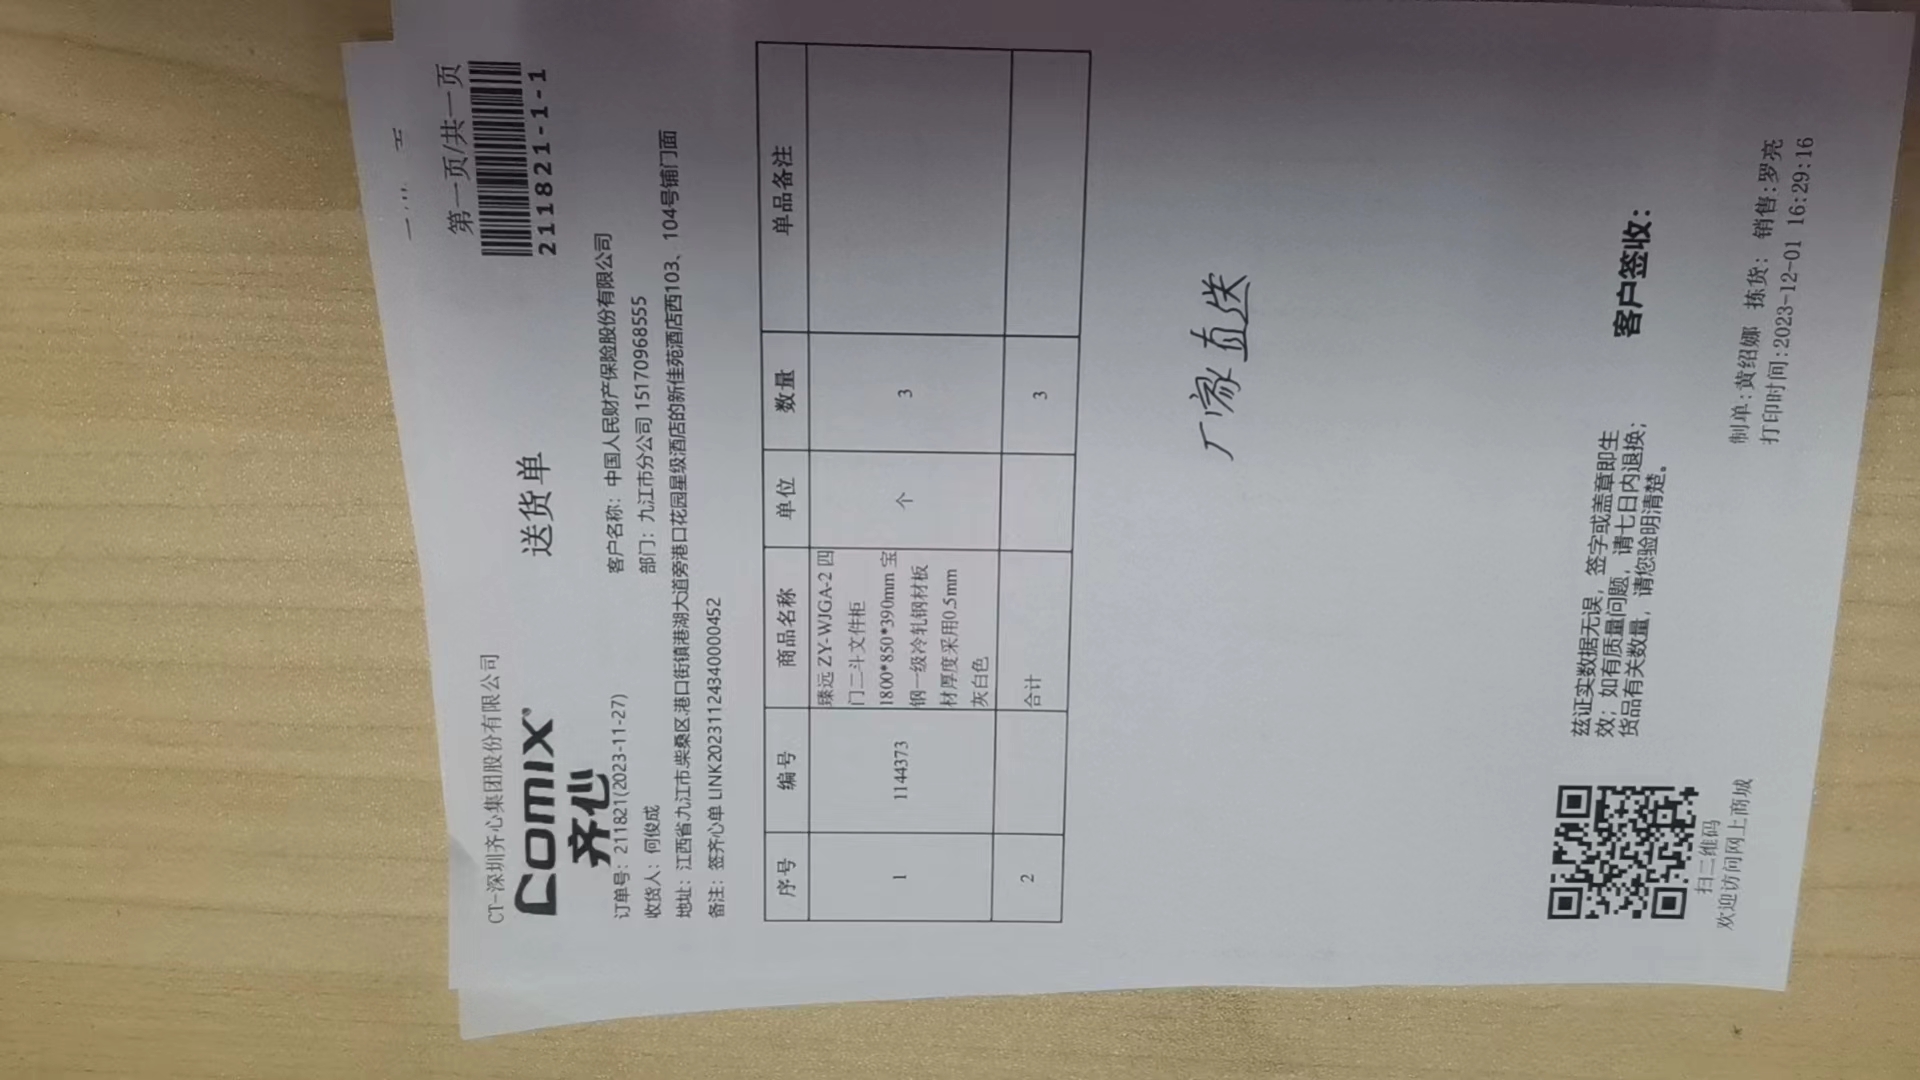 第一页/共一页
CT-深圳齐心集团股份有限公司
Comix
齐心
送货单
211821-1-1
订单号：211821(2023-11-27)
客户名称：中国人民财产保险股份有限公司
收货人：何俊成
部门：九江市分公司 15170968555
地址：江西省九江市柴桑区港口街镇港湖大道旁港口花园星级酒店的新佳苑酒店西103、104号铺门面
备注：签齐心单 LINK2023112434000452
序号 编号 商品名称 单位 数量 单品备注
1 1144373 臻远 ZY-WJGA-2 四
门二斗文件柜
1800*850*390mm 宝
钢一级冷轧钢材板
材厚度采用0.5mm
灰白色 个 3
2 合计 3
厂家直送
兹证实数据无误，签字或盖章即生
效；如有质量问题，请七日内退换；
货品有关数量，请您验明清楚。
客户签收：
扫二维码
欢迎访问网上商城
制单:黄绍娜 拣货: 销售:罗亮
打印时间:2023-12-01 16:29:16